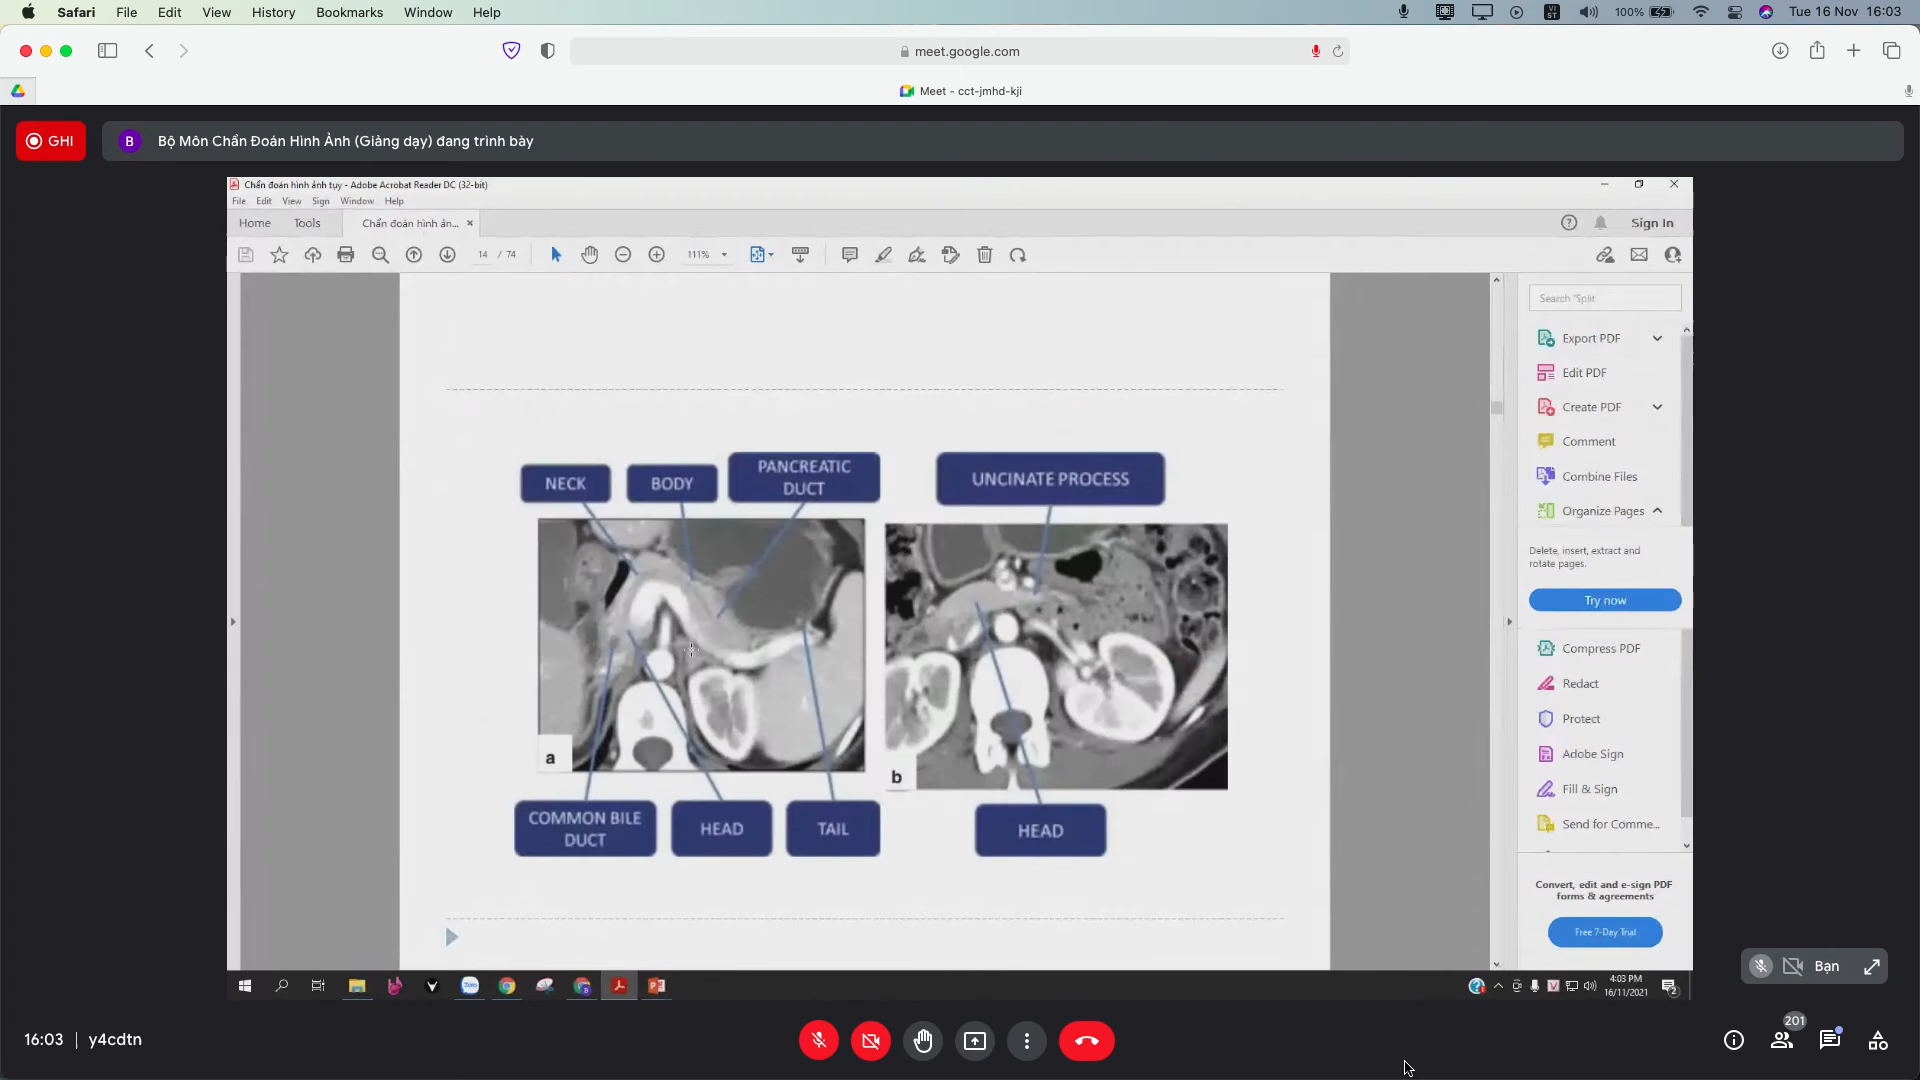 Safari File Edit View History Bookmarks Window Help
VI
ST
100%
Tue 16 Nov 16:03
meet.google.com
Meet - cct-jmhd-kji
GHI
B
Bộ Môn Chẩn Đoán Hình Ảnh (Giảng dạy) đang trình bày
Chẩn đoán hình ảnh tụy - Adobe Acrobat Reader DC (32-bit)
File Edit View Sign Window Help
Home Tools Chẩn đoán hình ản... ×
Sign In
14 / 74
111%
Search 'Split
Export PDF
Edit PDF
Create PDF
Comment
Combine Files
Organize Pages
Delete, insert, extract and
rotate pages.
Try now
Compress PDF
Redact
Protect
Adobe Sign
Fill & Sign
Send for Comme...
Convert, edit and e-sign PDF
forms & agreements
Free 7-Day Trial
NECK
BODY
PANCREATIC
DUCT
UNCINATE PROCESS
a
b
COMMON BILE
DUCT
HEAD
TAIL
HEAD
Bạn
Zalo
4:03 PM
16/11/2021
2
16:03 | y4cdtn
201